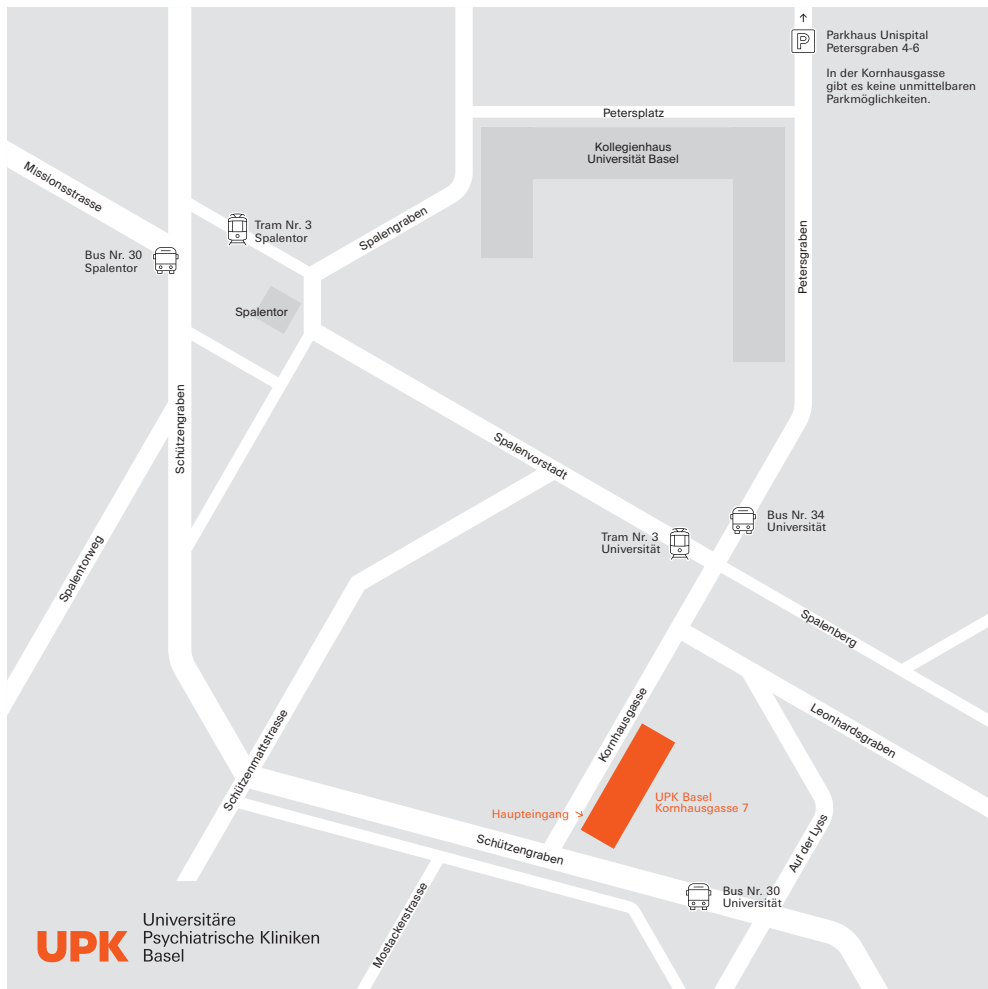 ↑
P
Parkhaus Unispital
Petersgraben 4-6
In der Kornhausgasse
gibt es keine unmittelbaren
Parkmöglichkeiten.
Petersplatz
Kollegienhaus
Universität Basel
Missionsstrasse
Tram Nr. 3
Spalentor
Spalengraben
Bus Nr. 30
Spalentor
Petersgraben
Spalentor
Schützengraben
Spalenvorstadt
Bus Nr. 34
Universität
Tram Nr. 3
Universität
Spalentorweg
Spalenberg
Kornhausgasse
Leonhardsgraben
Schützenmattstrasse
UPK Basel
Kornhausgasse 7
Haupteingang ↘
Schützengraben
Auf der Lyss
Bus Nr. 30
Universität
Mostackerstrasse
UPK
Universitäre
Psychiatrische Kliniken
Basel